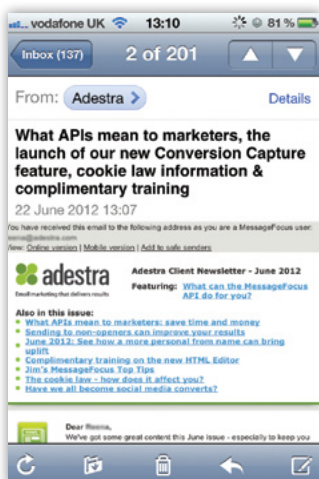 vodafone UK 13:10 81%
Inbox (137) 2 of 201
From: Adestra Details
What APIs mean to marketers, the
launch of our new Conversion Capture
feature, cookie law information &
complimentary training
22 June 2012 13:07
You have received this email to the following address as you are a MessageFocus user:
@adestra.com
View: Online version | Mobile version | Add to safe senders
adestra
Email marketing that delivers results
Adestra Client Newsletter - June 2012
Featuring: What can the MessageFocus
API do for you?
Also in this issue:
What APIs mean to marketers: save time and money
Sending to non-openers can improve your results
June 2012: See how a more personal from name can bring
uplift
Complimentary training on the new HTML Editor
Jim's MessageFocus Top Tips
The cookie law - how does it affect you?
Have we all become social media converts?
Dear Reena,
We've got some great content this June issue - especially to keep you